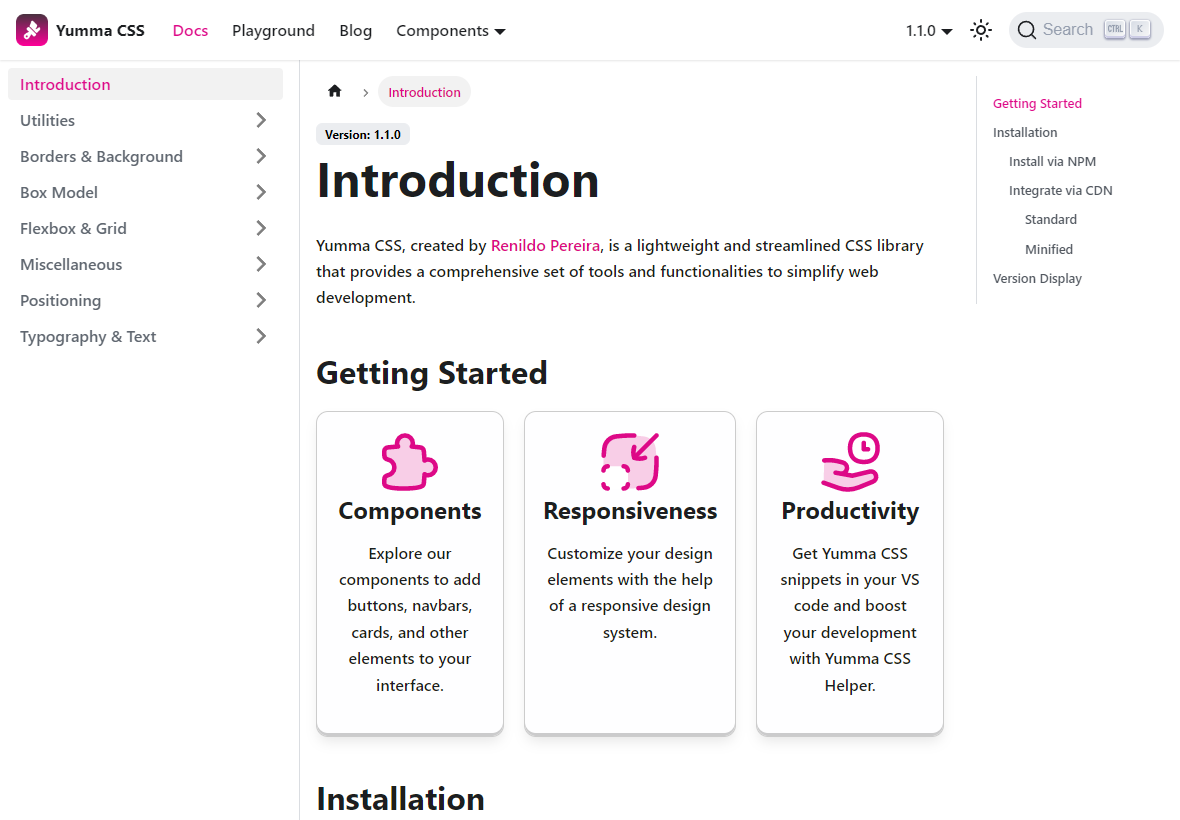 Yumma CSS
Docs
Playground
Blog
Components
1.1.0
Search
CTRL
K
Introduction
Utilities
Borders & Background
Box Model
Flexbox & Grid
Miscellaneous
Positioning
Typography & Text
Introduction
Version: 1.1.0
Introduction
Yumma CSS, created by Renildo Pereira, is a lightweight and streamlined CSS library
that provides a comprehensive set of tools and functionalities to simplify web
development.
Getting Started
Components
Explore our
components to add
buttons, navbars,
cards, and other
elements to your
interface.
Responsiveness
Customize your design
elements with the help
of a responsive design
system.
Productivity
Get Yumma CSS
snippets in your VS
code and boost
your development
with Yumma CSS
Helper.
Installation
Getting Started
Installation
Install via NPM
Integrate via CDN
Standard
Minified
Version Display